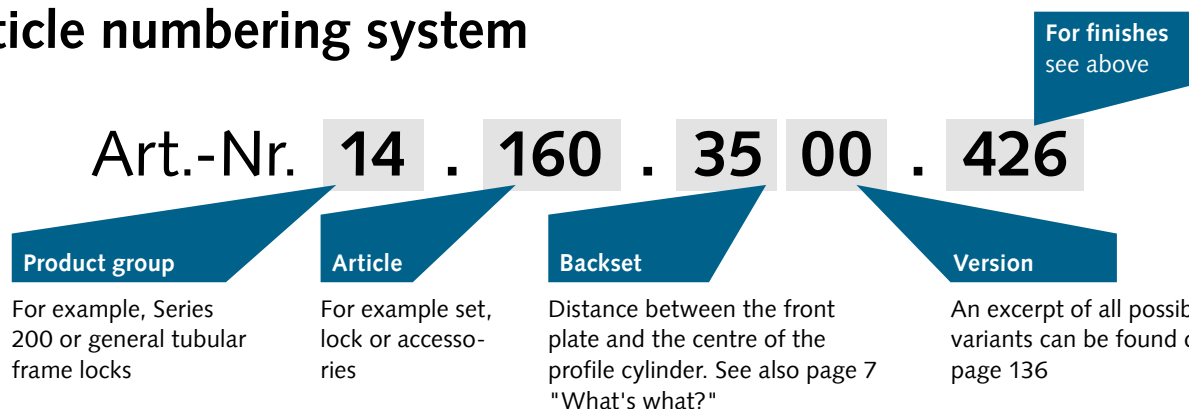 ticle numbering system
For finishes
see above
Art.-Nr. 14 . 160 . 35 00 . 426
Product group
For example, Series
200 or general tubular
frame locks
Article
For example set,
lock or accesso-
ries
Backset
Distance between the front
plate and the centre of the
profile cylinder. See also page 7
"What's what?"
Version
An excerpt of all possib
variants can be found
page 136